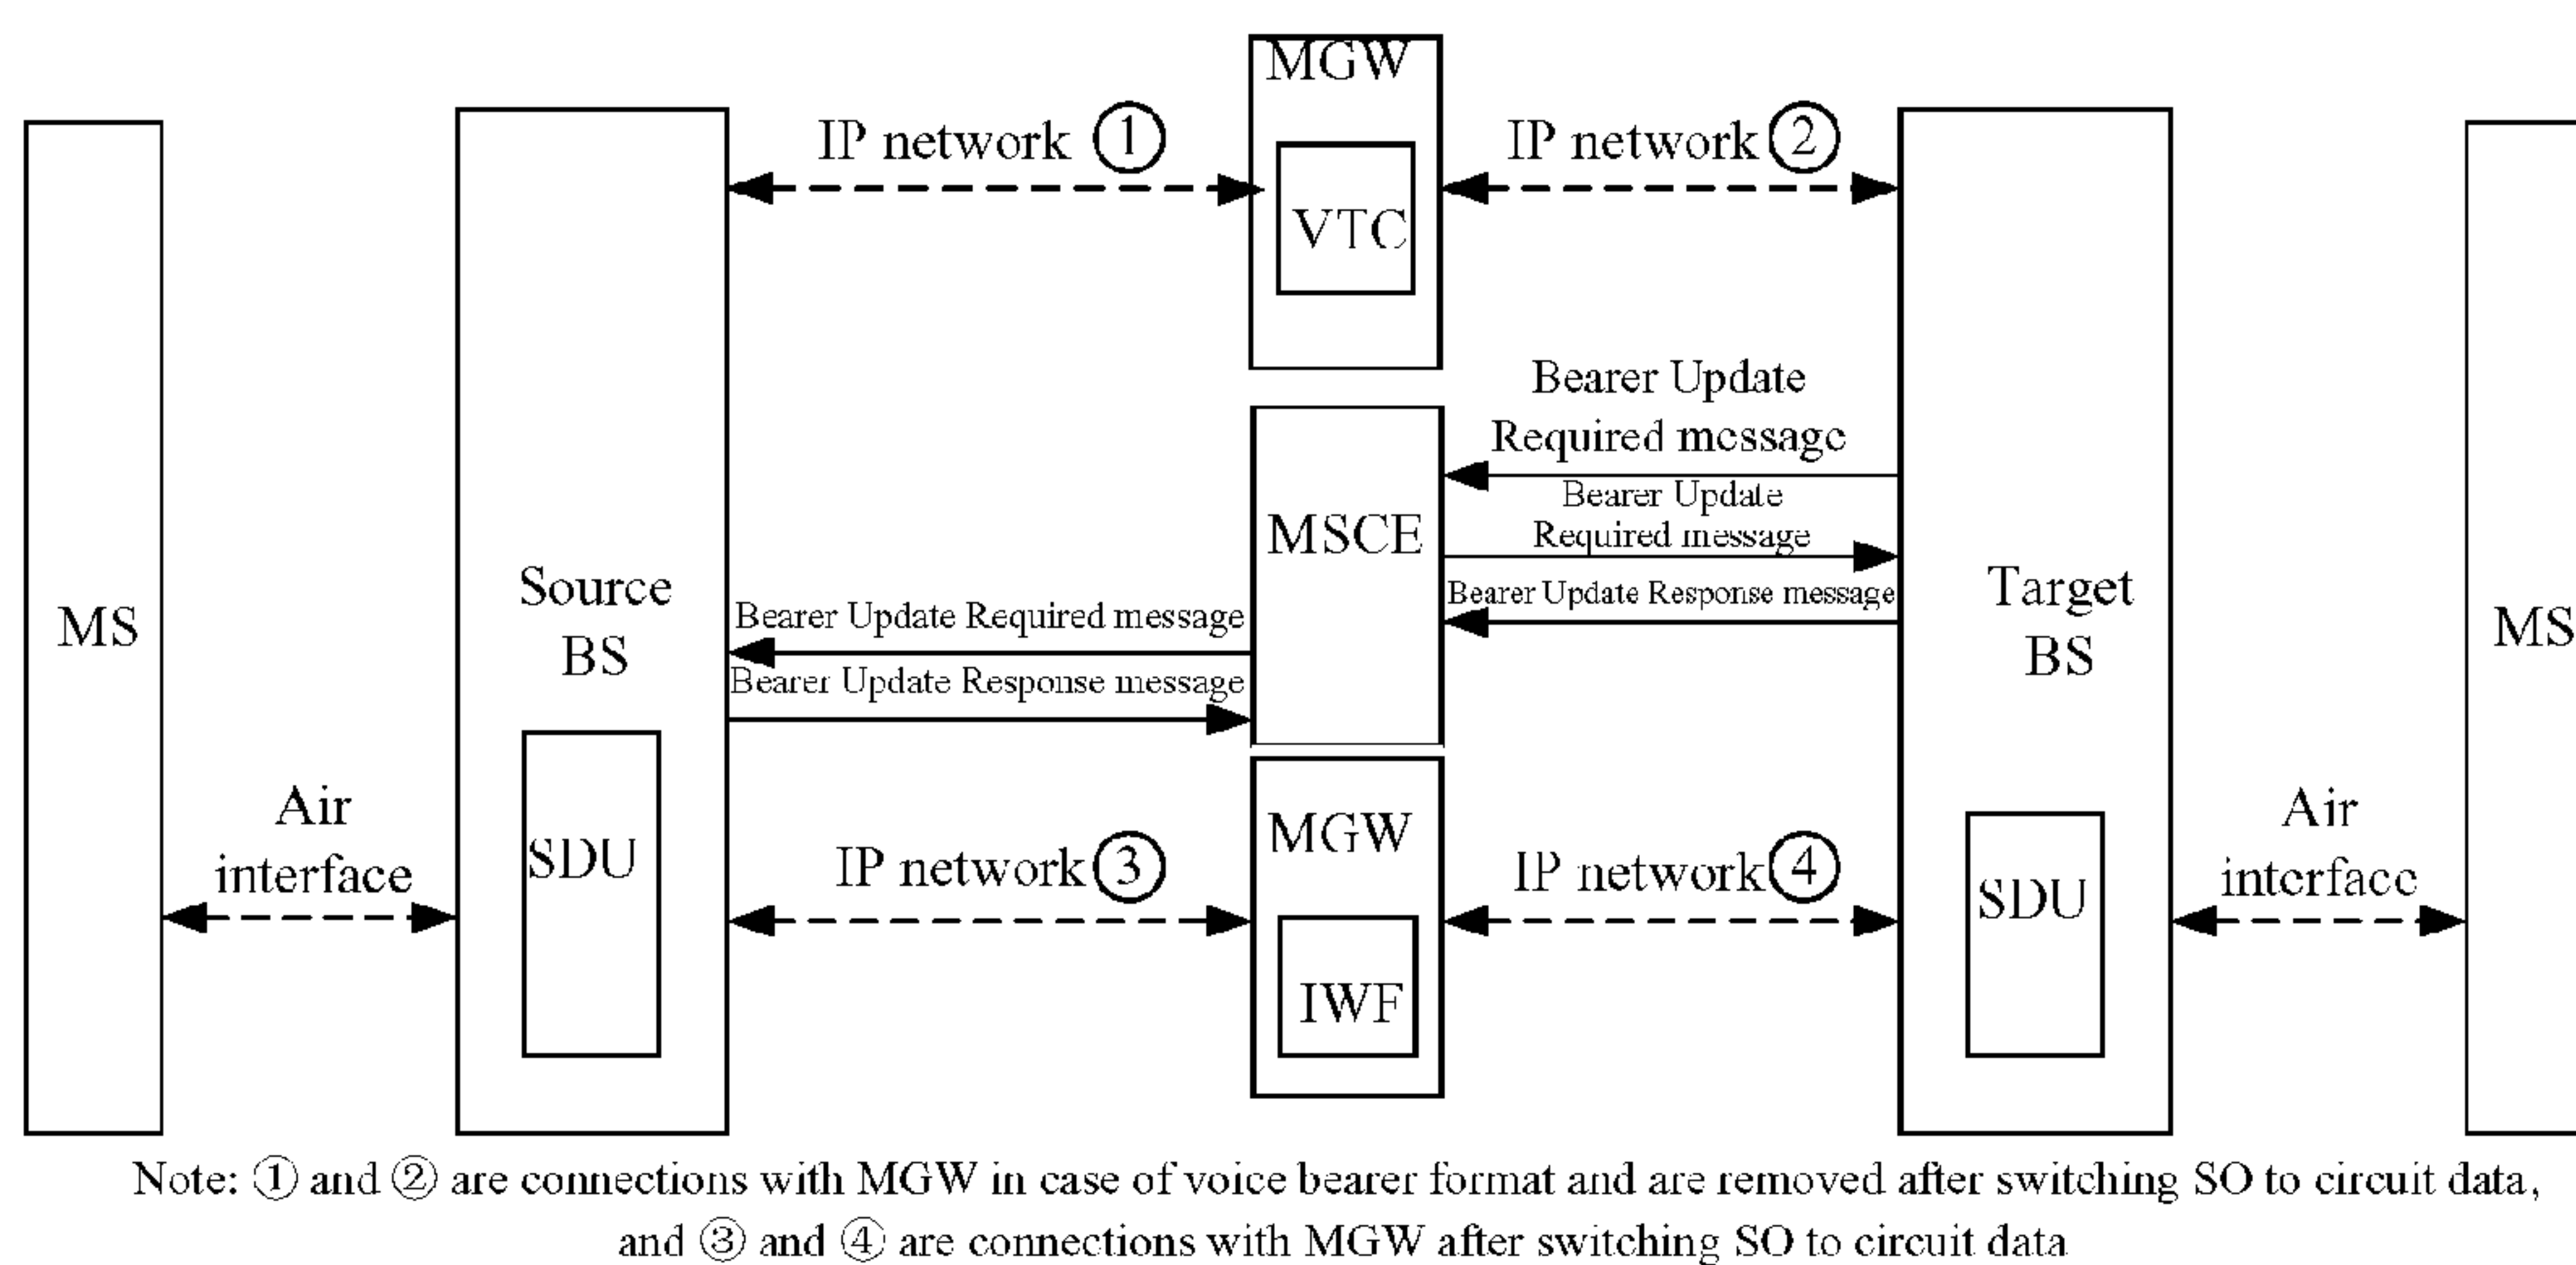 MGW
IP network ①
IP network ②
VTC
Bearer Update
Required message
Bearer Update
Required message
MSCE
Bearer Update Response message
Source
BS
Target
BS
MS
MS
Bearer Update Required message
Bearer Update Response message
Air
interface
SDU
IP network ③
MGW
IP network ④
SDU
Air
interface
IWF
Note: ① and ② are connections with MGW in case of voice bearer format and are removed after switching SO to circuit data,
and ③ and ④ are connections with MGW after switching SO to circuit data